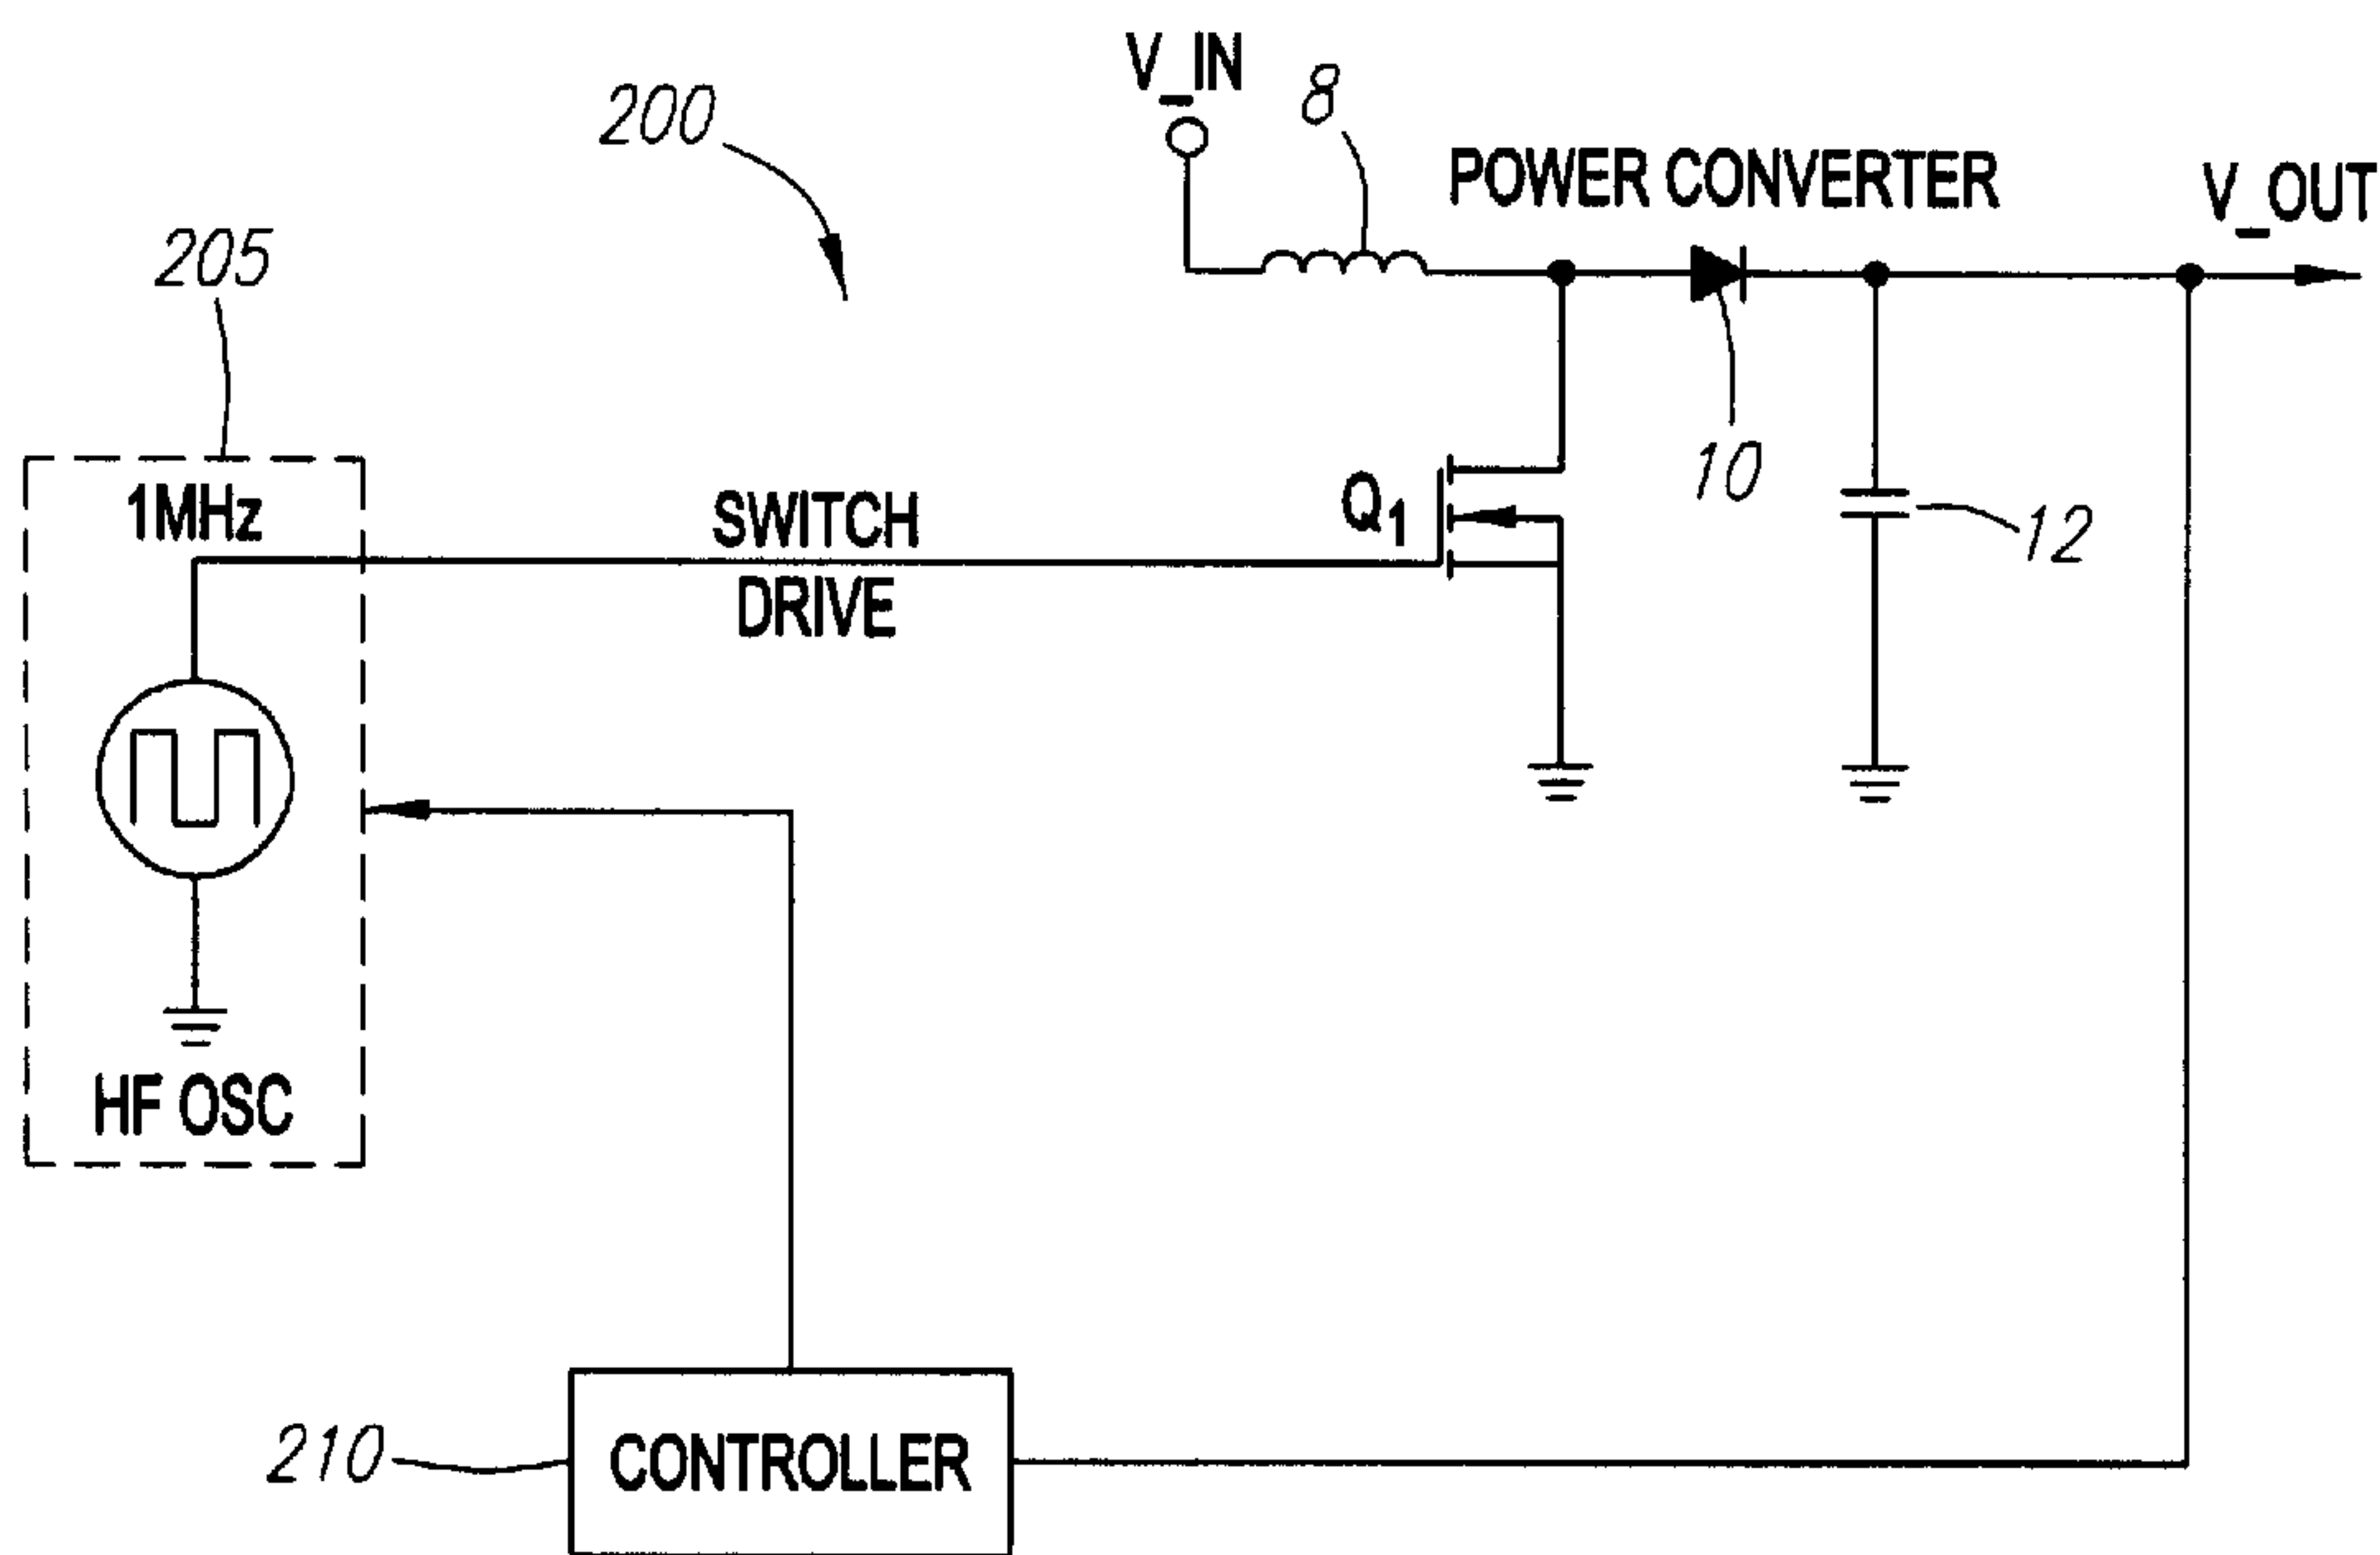 V_IN
8
200
POWER CONVERTER
V_OUT
205
10
1MHz
SWITCH
DRIVE
Q1
12
HF OSC
210
CONTROLLER